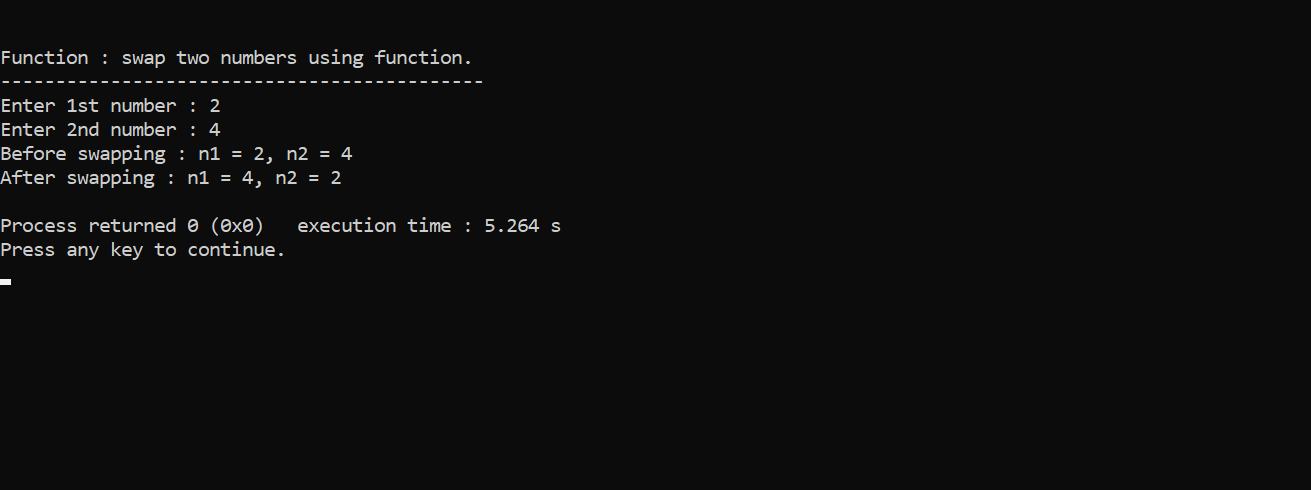 Function : swap two numbers using function.
--------------------------------------------
Enter 1st number : 2
Enter 2nd number : 4
Before swapping : n1 = 2, n2 = 4
After swapping : n1 = 4, n2 = 2
Process returned 0 (0x0)   execution time : 5.264 s
Press any key to continue.